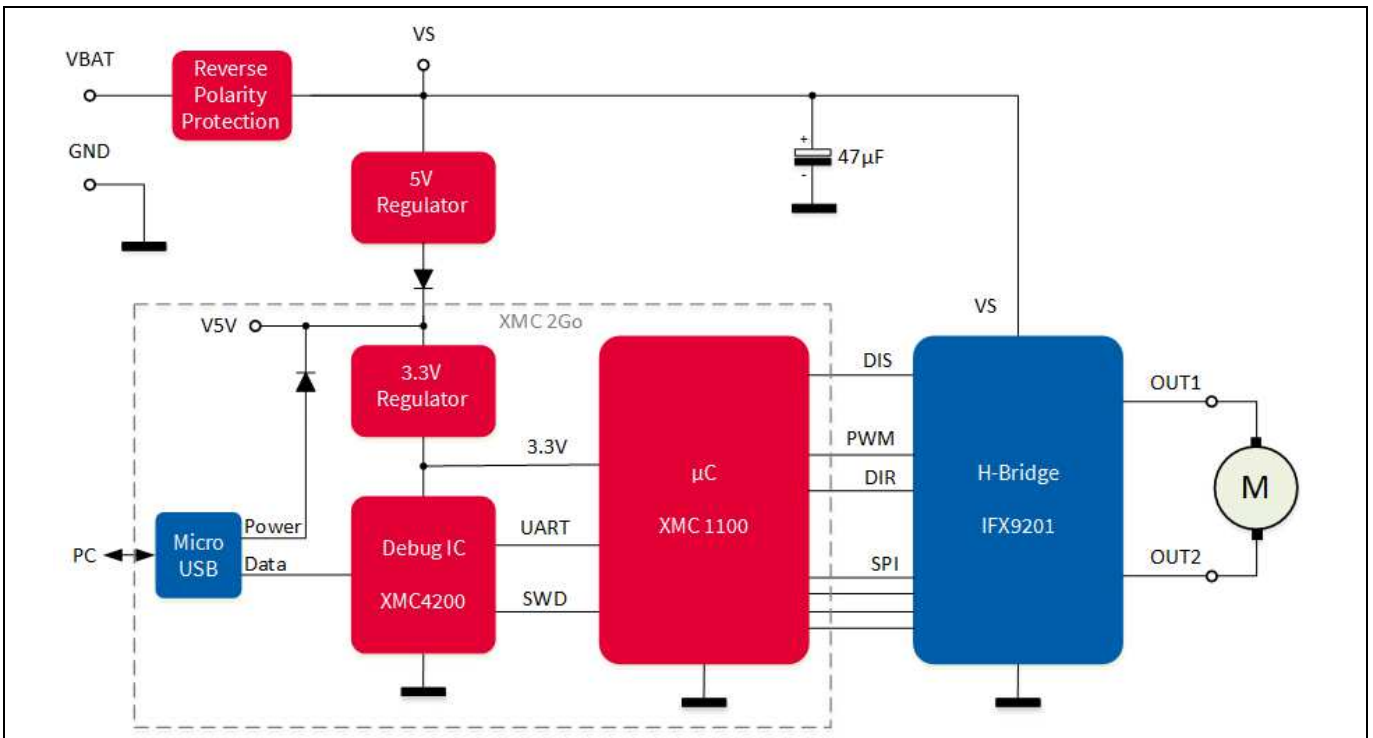 VS
VBAT
Reverse
Polarity
Protection
GND
+
47µF
-
5V
Regulator
VS
V5V
XMC 2Go
3.3V
Regulator
DIS
OUT1
3.3V
PWM
µC
XMC 1100
DIR
H-Bridge
IFX9201
M
Power
Micro
USB
PC
Data
Debug IC
XMC4200
UART
SWD
SPI
OUT2